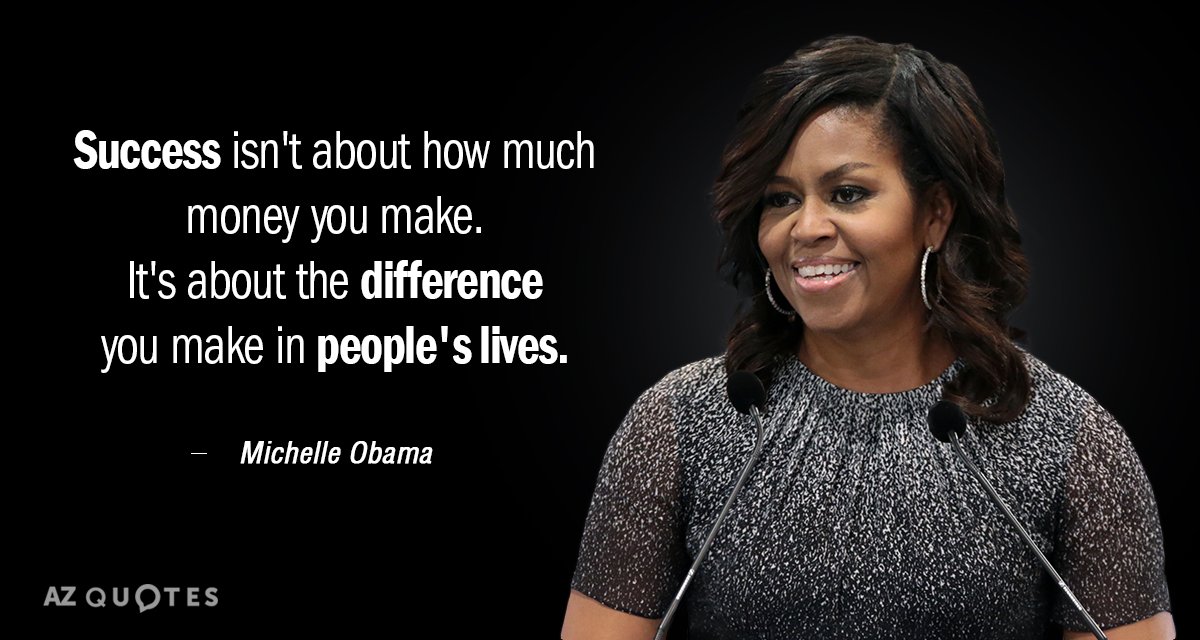 Success isn't about how much
money you make.
It's about the difference
you make in people's lives.
– Michelle Obama
AZ QUOTES